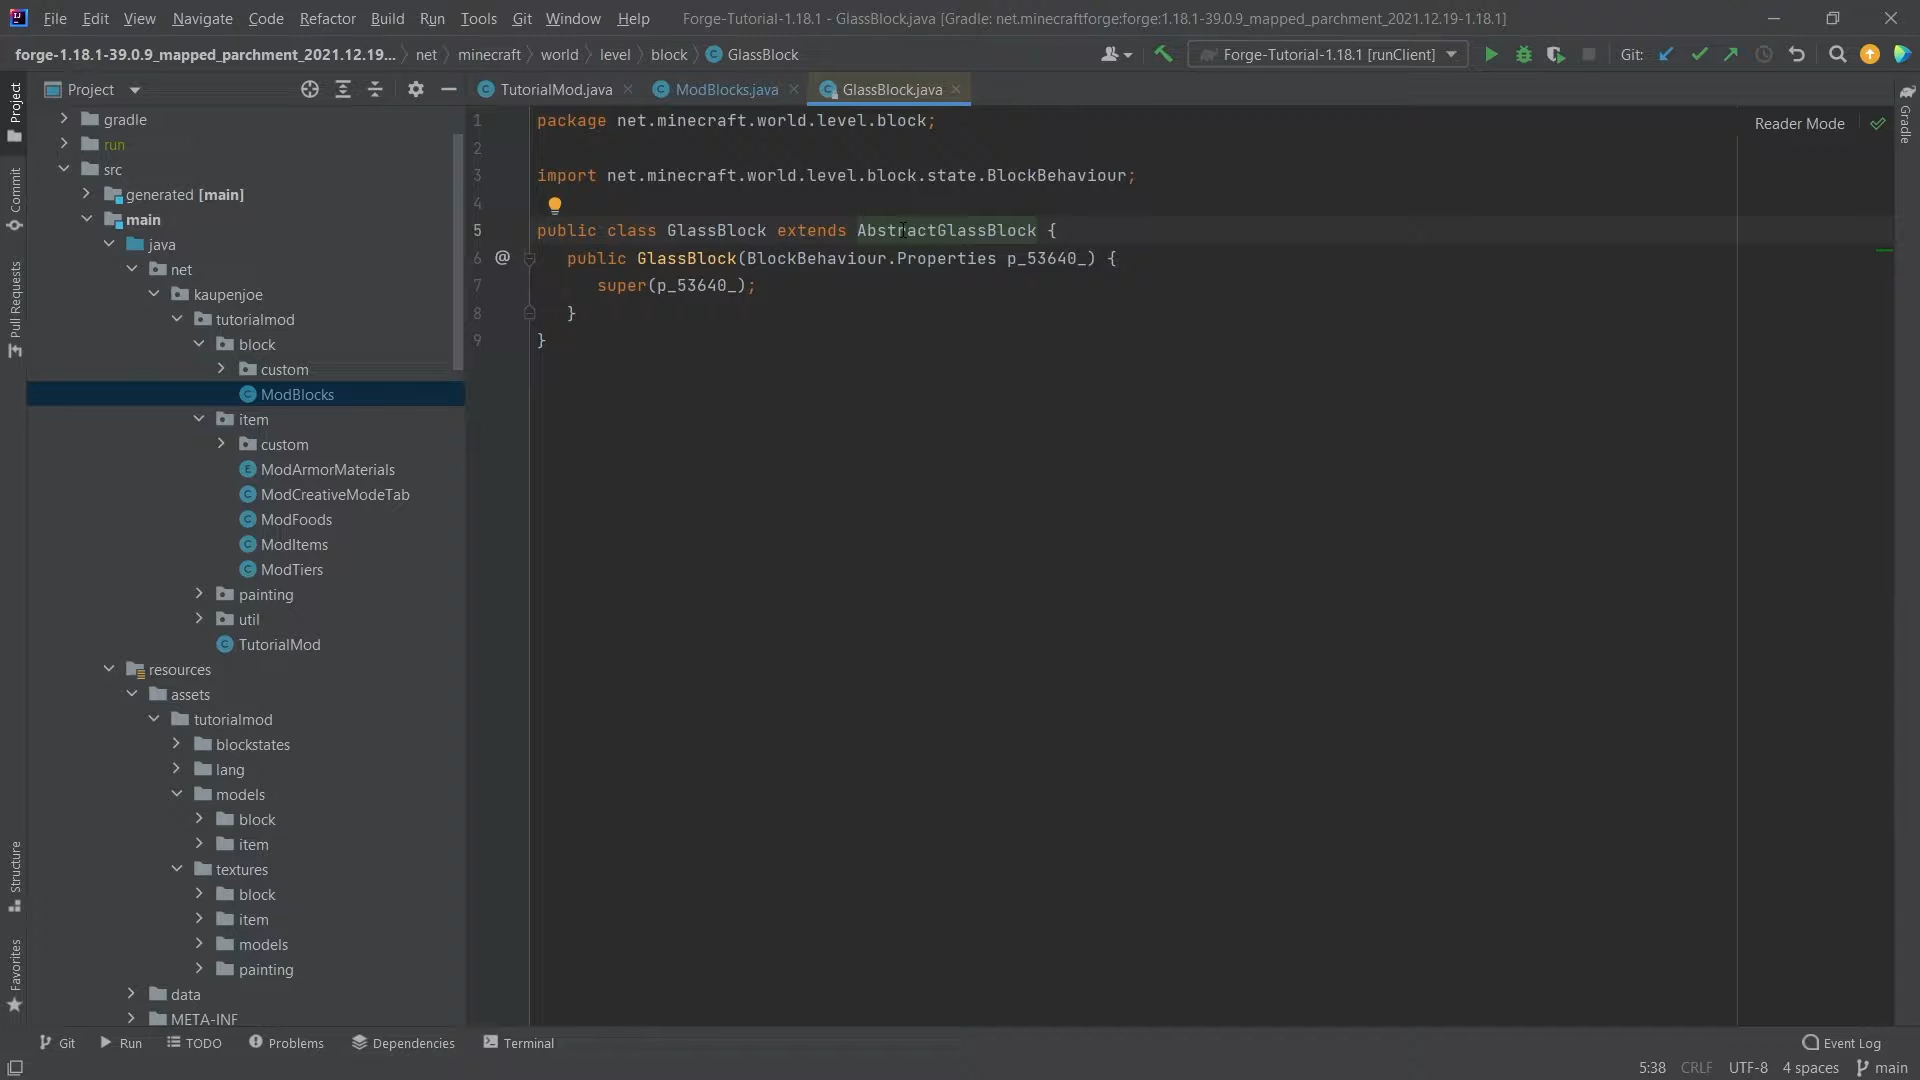 File Edit View Navigate Code Refactor Build Run Tools Git Window Help Forge-Tutorial-1.18.1 - GlassBlock.java [Gradle: net.minecraftforge:forge:1.18.1-39.0.9_mapped_parchment_2021.12.19-1.18.1]
forge-1.18.1-39.0.9_mapped_parchment_2021.12.19... net minecraft world level block GlassBlock Forge-Tutorial-1.18.1 [runClient] Git:
Project TutorialMod.java ModBlocks.java GlassBlock.java
Project
Commit
Pull Requests
Structure
Favorites
gradle
run
src
generated [main]
main
java
net
kaupenjoe
tutorialmod
block
custom
ModBlocks
item
custom
ModArmorMaterials
ModCreativeModeTab
ModFoods
ModItems
ModTiers
painting
util
TutorialMod
resources
assets
tutorialmod
blockstates
lang
models
block
item
textures
block
item
models
painting
data
META-INF
1 package net.minecraft.world.level.block;
2
3 import net.minecraft.world.level.block.state.BlockBehaviour;
4
5 public class GlassBlock extends AbstractGlassBlock {
6 @ public GlassBlock(BlockBehaviour.Properties p_53640_) {
7 super(p_53640_);
8 }
9 }
Reader Mode
Gradle
Git Run TODO Problems Dependencies Terminal Event Log
5:38 CRLF UTF-8 4 spaces main